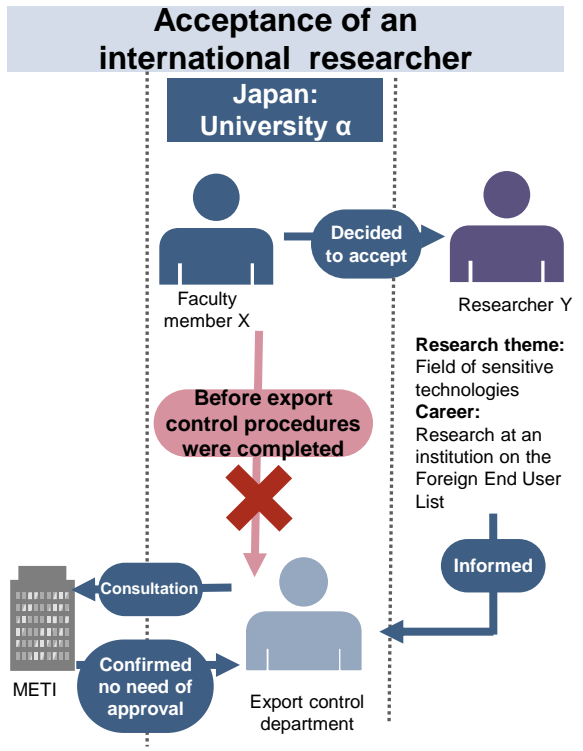 Acceptance of an
international researcher
Japan:
University α
Decided
to accept
Faculty
member X
Researcher Y
Research theme:
Field of sensitive
technologies
Career:
Research at an
institution on the
Foreign End User
List
Before export
control procedures
were completed
Informed
Consultation
Confirmed
no need of
approval
METI
Export control
department